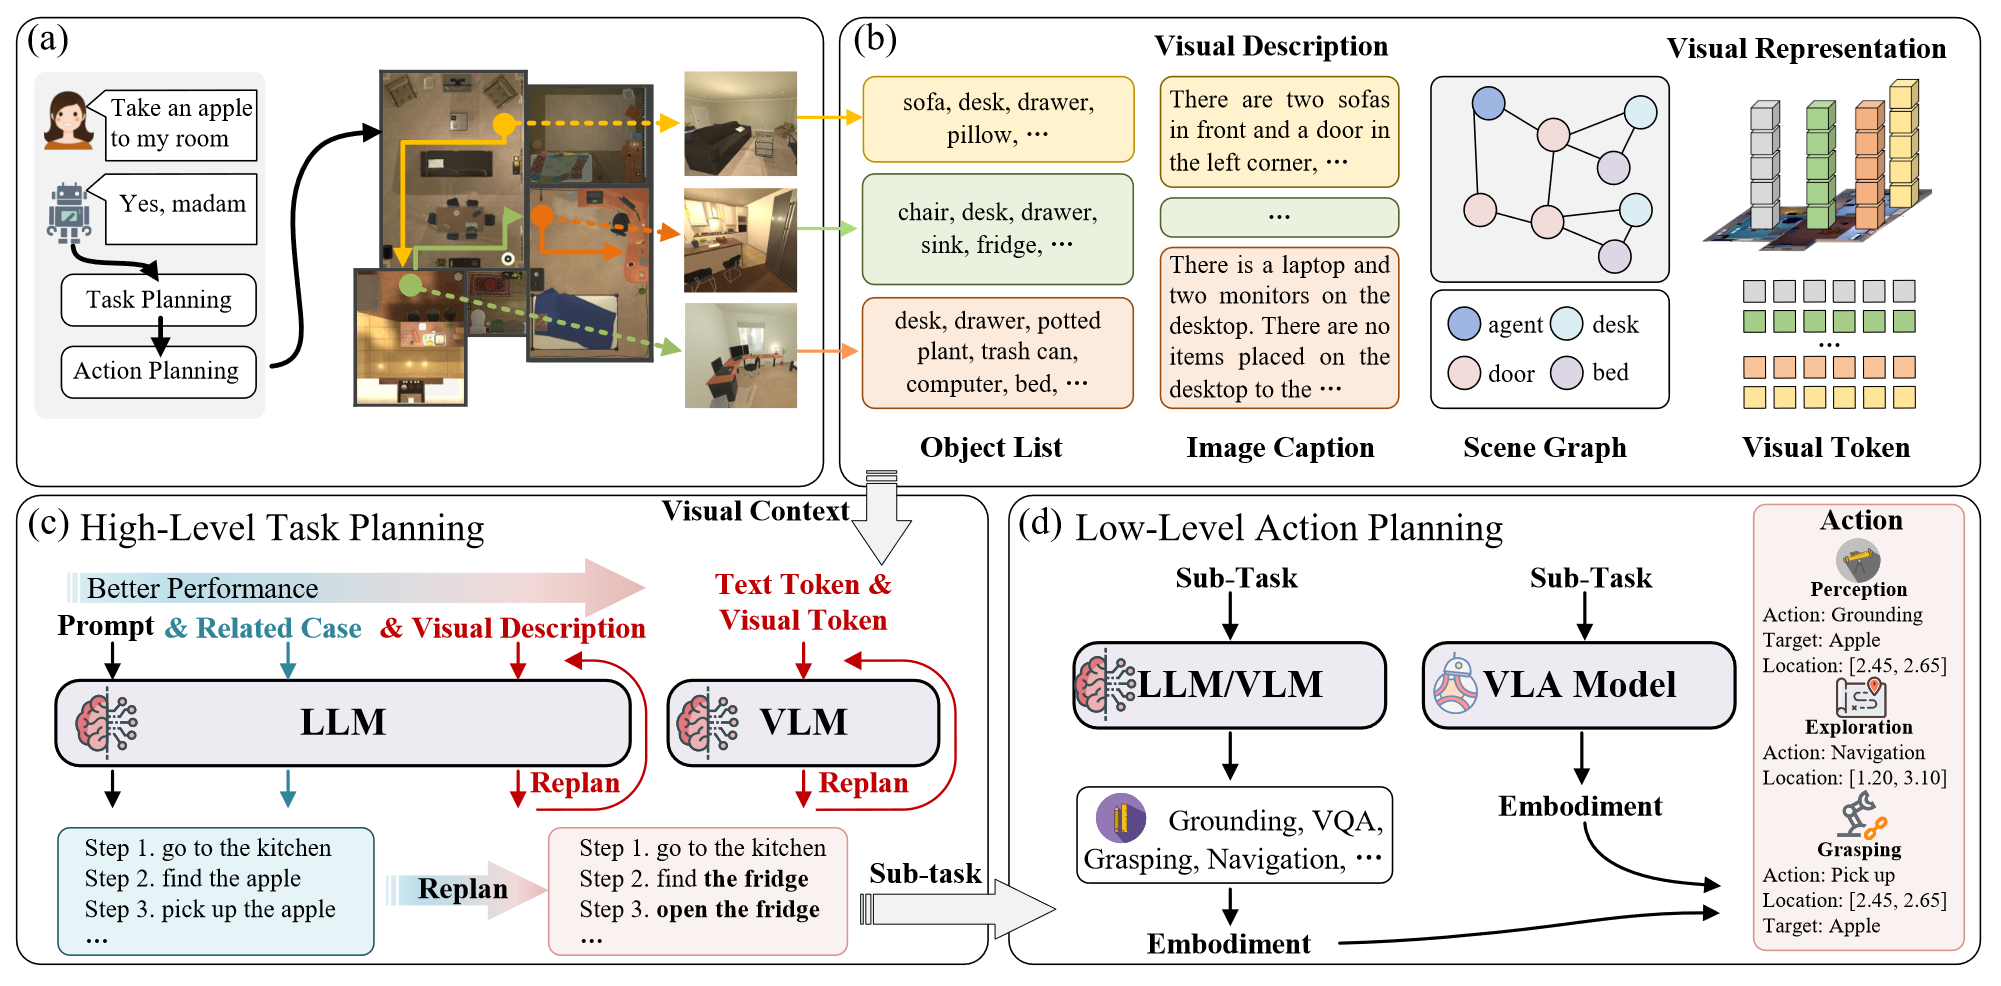 (a)
Take an apple
to my room
Yes, madam
Task Planning
Action Planning
(b)
Visual Description
Visual Representation
sofa, desk, drawer,
pillow, ···
chair, desk, drawer,
sink, fridge, ···
desk, drawer, potted
plant, trash can,
computer, bed, ···
Object List
There are two sofas
in front and a door in
the left corner, ···
···
There is a laptop and
two monitors on the
desktop. There are no
items placed on the
desktop to the ···
Image Caption
agent
desk
door
bed
Scene Graph
···
Visual Token
Visual Context
(c) High-Level Task Planning
Better Performance
Prompt & Related Case & Visual Description
Text Token &
Visual Token
LLM
VLM
Replan
Replan
Step 1. go to the kitchen
Step 2. find the apple
Step 3. pick up the apple
...
Replan
Step 1. go to the kitchen
Step 2. find the fridge
Step 3. open the fridge
...
Sub-task
(d) Low-Level Action Planning
Sub-Task
LLM/VLM
Grounding, VQA,
Grasping, Navigation, ···
Embodiment
Sub-Task
VLA Model
Embodiment
Action
Perception
Action: Grounding
Target: Apple
Location: [2.45, 2.65]
Exploration
Action: Navigation
Location: [1.20, 3.10]
Grasping
Action: Pick up
Location: [2.45, 2.65]
Target: Apple